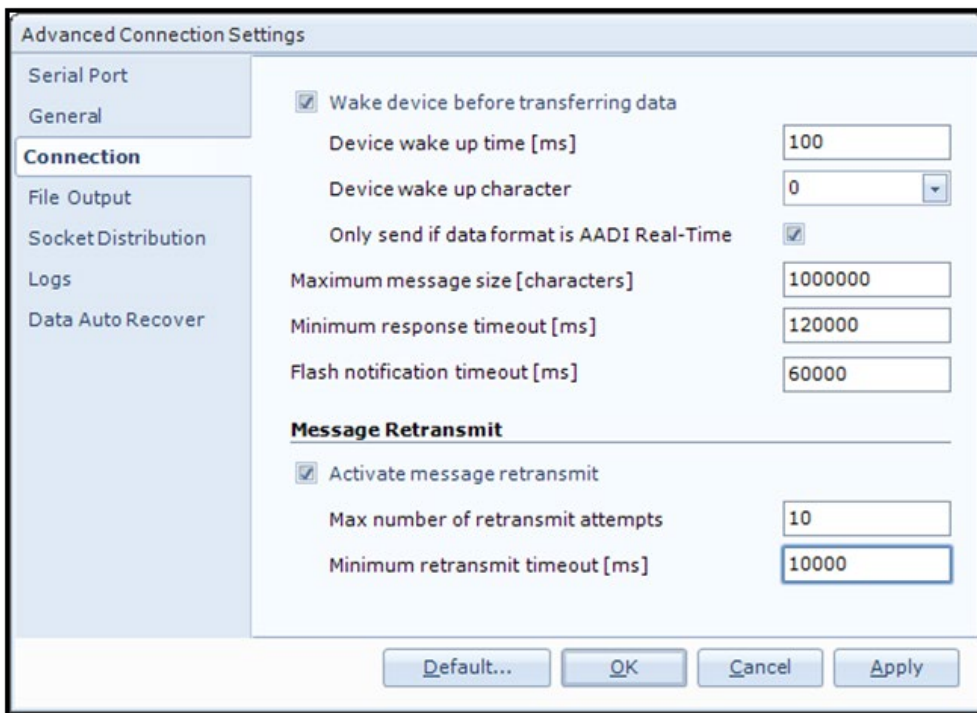 Advanced Connection Settings
Serial Port
General
Connection
File Output
Socket Distribution
Logs
Data Auto Recover
Wake device before transferring data
Device wake up time [ms] 100
Device wake up character 0
Only send if data format is AADI Real-Time
Maximum message size [characters] 1000000
Minimum response timeout [ms] 120000
Flash notification timeout [ms] 60000
Message Retransmit
Activate message retransmit
Max number of retransmit attempts 10
Minimum retransmit timeout [ms] 10000
Default... OK Cancel Apply